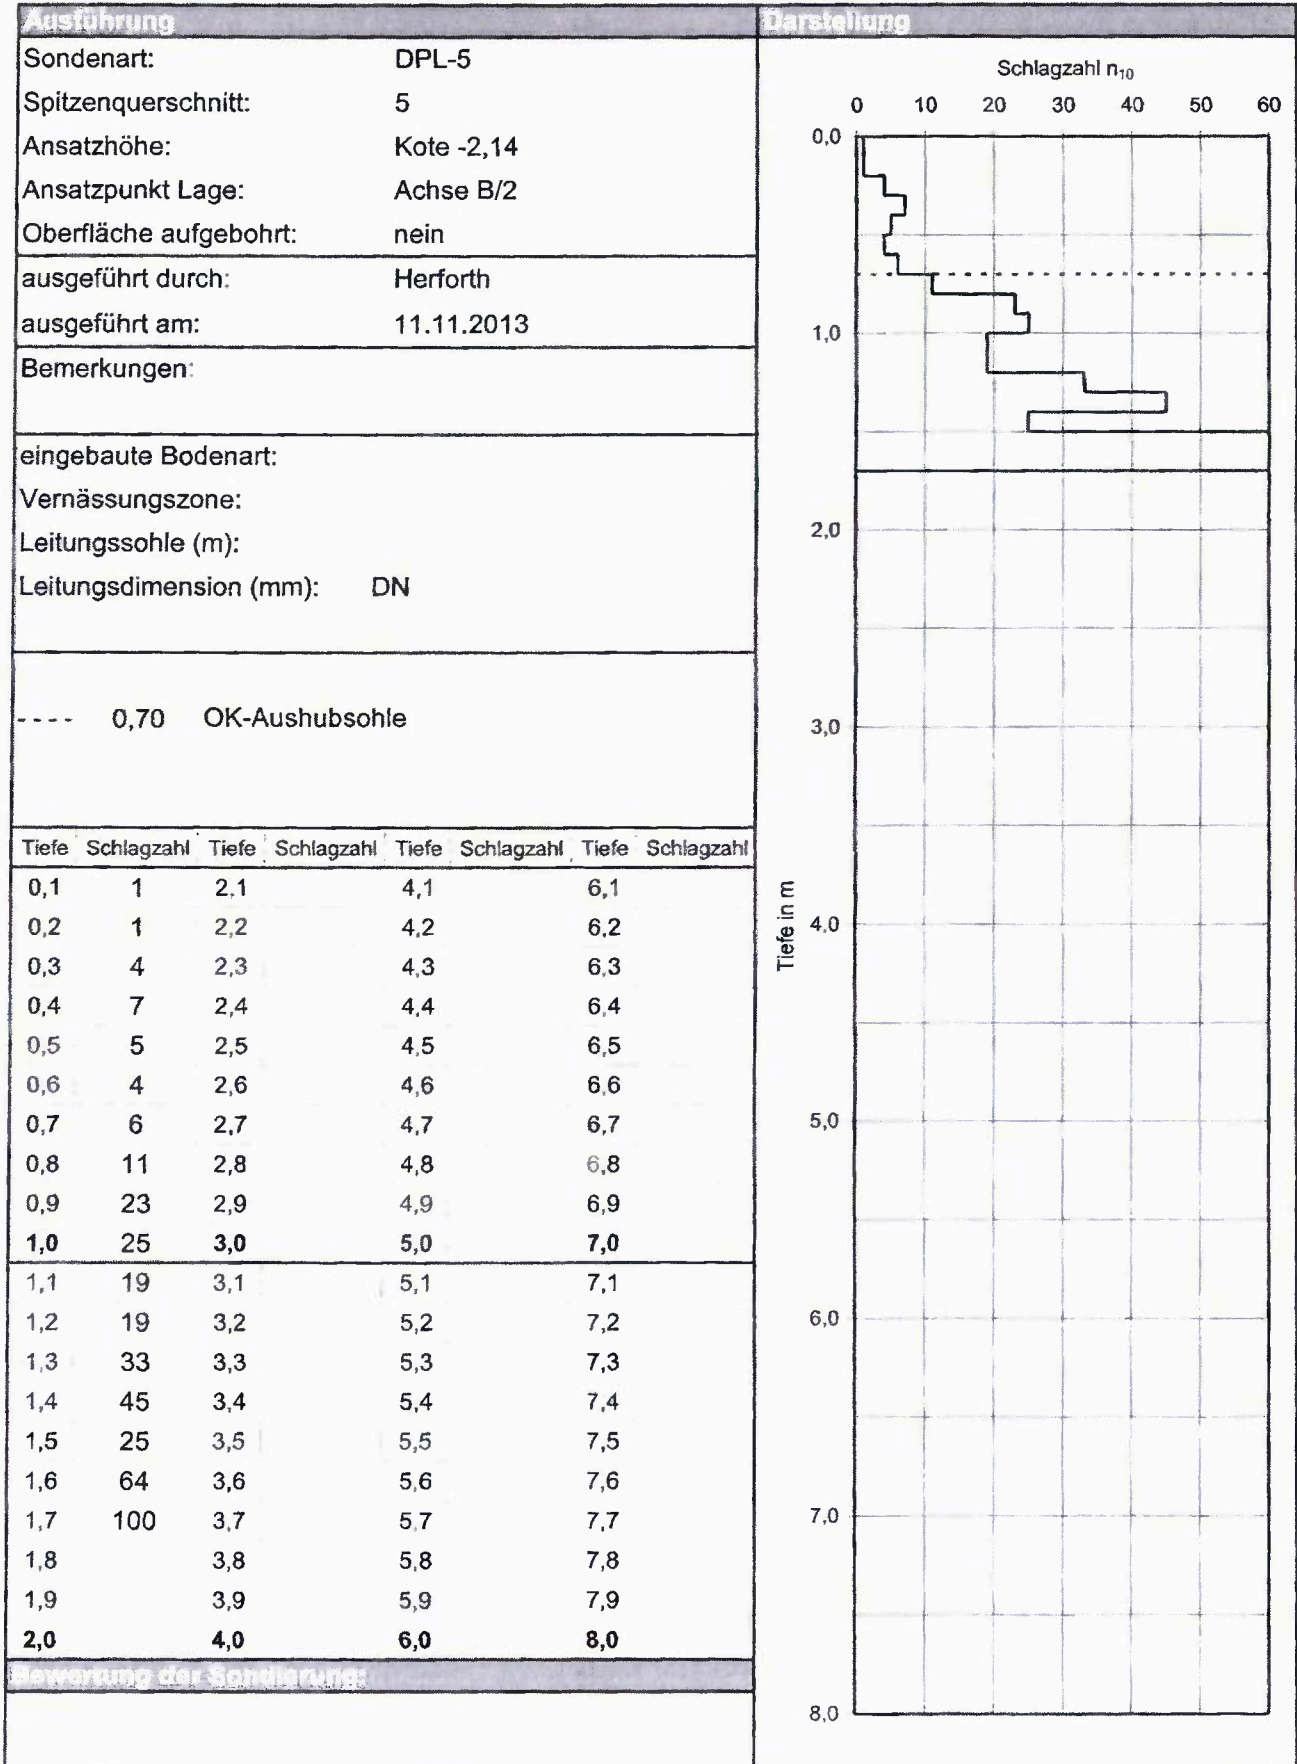 Ausführung
Sondenart: DPL-5
Spitzenquerschnitt: 5
Ansatzhöhe: Kote -2,14
Ansatzpunkt Lage: Achse B/2
Oberfläche aufgebohrt: nein
ausgeführt durch: Herforth
ausgeführt am: 11.11.2013
Bemerkungen:
eingebaute Bodenart:
Vernässungszone:
Leitungssohle (m):
Leitungsdimension (mm): DN
---- 0,70 OK-Aushubsohle
Tiefe Schlagzahl Tiefe Schlagzahl Tiefe Schlagzahl Tiefe Schlagzahl
0,1 1 2,1 4,1 6,1
0,2 1 2,2 4,2 6,2
0,3 4 2,3 4,3 6,3
0,4 7 2,4 4,4 6,4
0,5 5 2,5 4,5 6,5
0,6 4 2,6 4,6 6,6
0,7 6 2,7 4,7 6,7
0,8 11 2,8 4,8 6,8
0,9 23 2,9 4,9 6,9
1,0 25 3,0 5,0 7,0
1,1 19 3,1 5,1 7,1
1,2 19 3,2 5,2 7,2
1,3 33 3,3 5,3 7,3
1,4 45 3,4 5,4 7,4
1,5 25 3,5 5,5 7,5
1,6 64 3,6 5,6 7,6
1,7 100 3,7 5,7 7,7
1,8 3,8 5,8 7,8
1,9 3,9 5,9 7,9
2,0 4,0 6,0 8,0
Bewertung der Sondierung:
Darstellung
Schlagzahl n₁₀
0 10 20 30 40 50 60
0,0
1,0
2,0
3,0
Tiefe in m
4,0
5,0
6,0
7,0
8,0